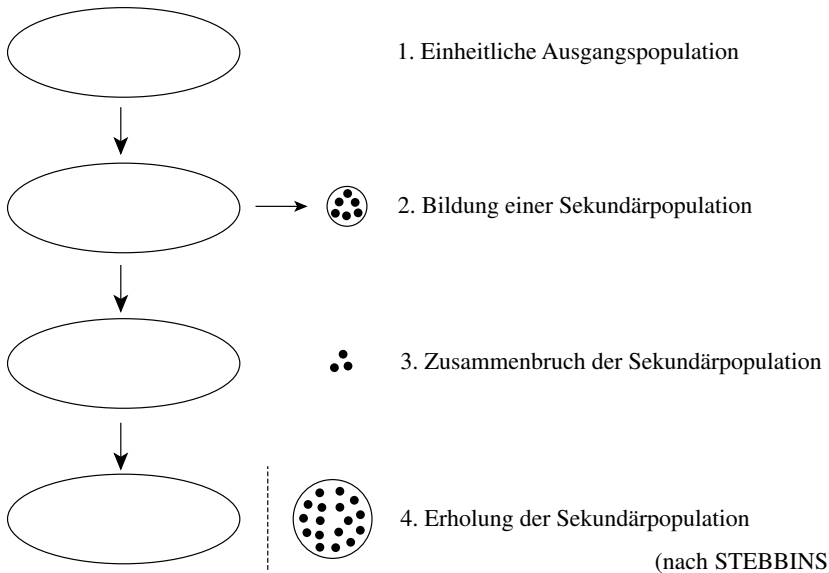 1. Einheitliche Ausgangspopulation
2. Bildung einer Sekundärpopulation
3. Zusammenbruch der Sekundärpopulation
4. Erholung der Sekundärpopulation
(nach STEBBINS